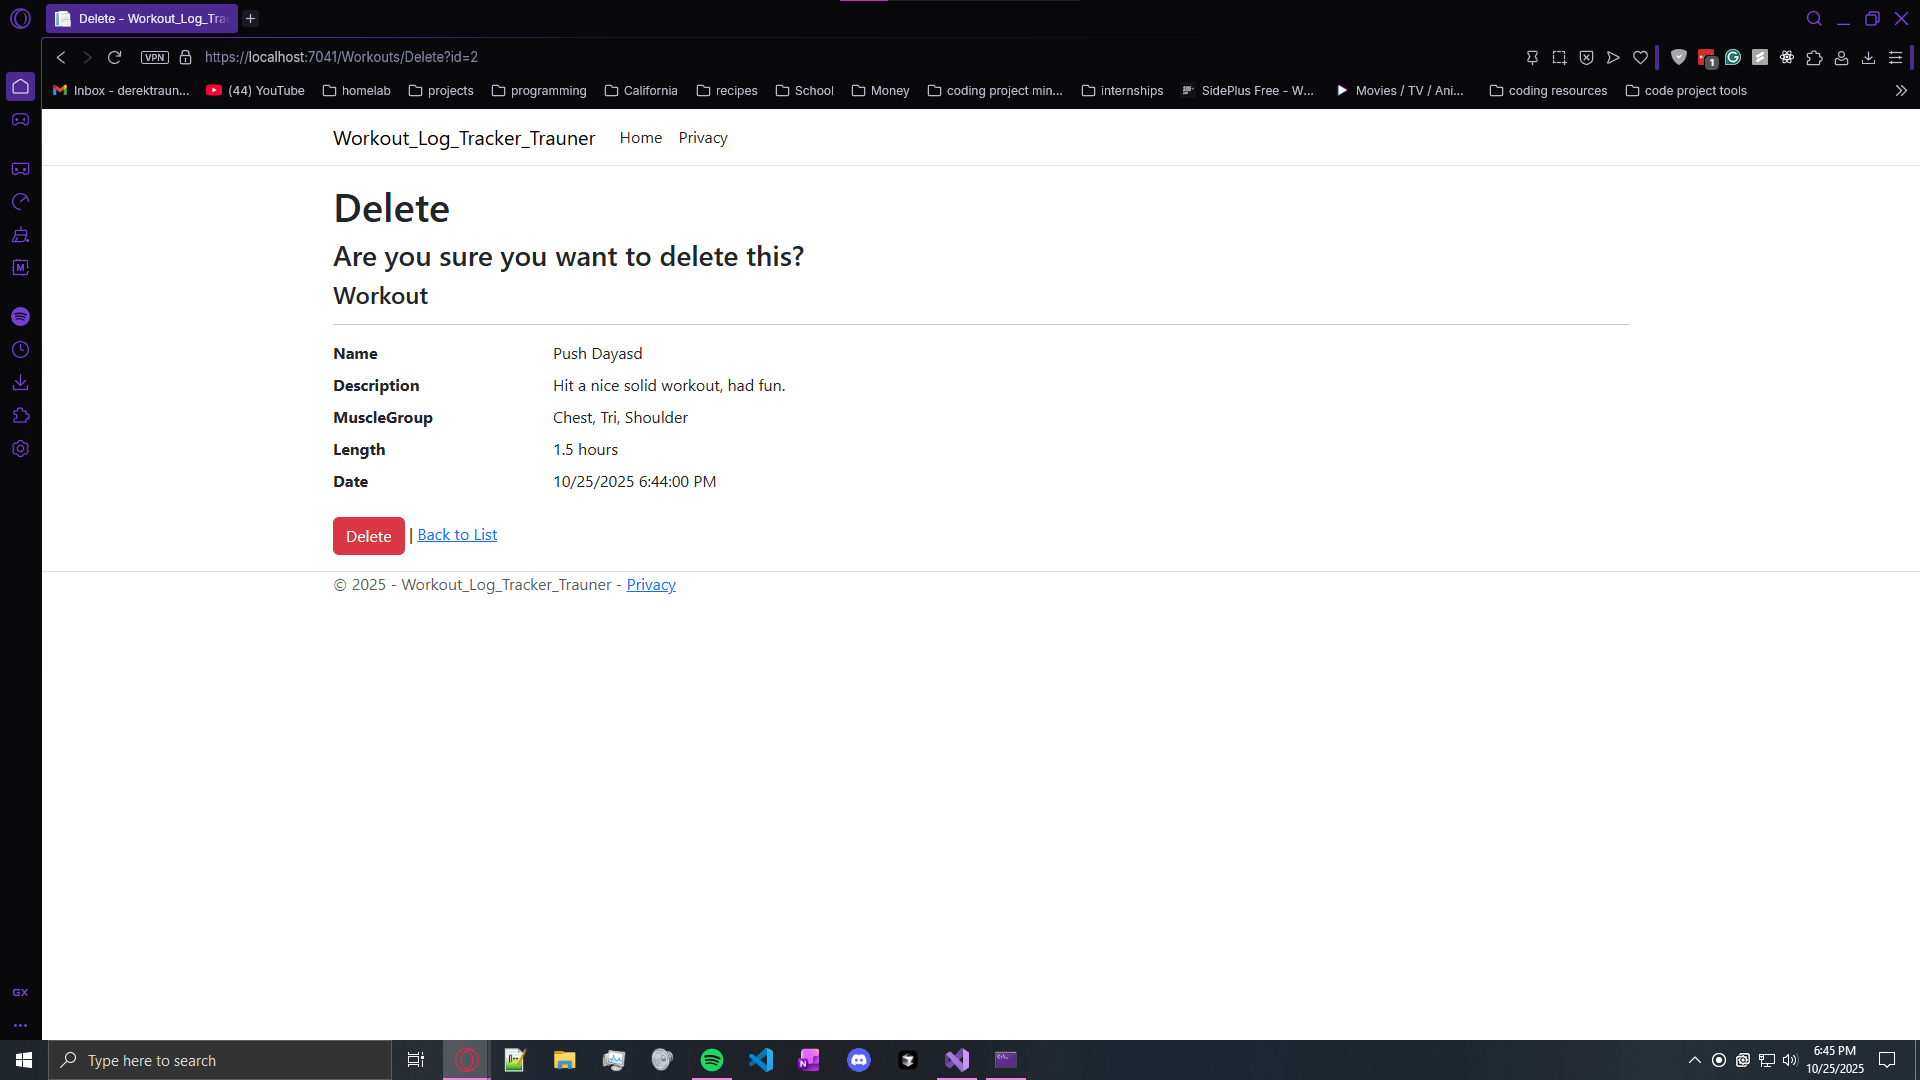 Delete - Workout_Log_Tra
VPN
https://localhost:7041/Workouts/Delete?id=2
1
Inbox - derektraun...
(44) YouTube
homelab
projects
programming
California
recipes
School
Money
coding project min...
internships
SidePlus Free - W...
Movies / TV / Ani...
coding resources
code project tools
Workout_Log_Tracker_Trauner Home Privacy
Delete
Are you sure you want to delete this?
Workout
Name Push Dayasd
Description Hit a nice solid workout, had fun.
MuscleGroup Chest, Tri, Shoulder
Length 1.5 hours
Date 10/25/2025 6:44:00 PM
Delete | Back to List
© 2025 - Workout_Log_Tracker_Trauner - Privacy
M
GX
Type here to search
6:45 PM
10/25/2025